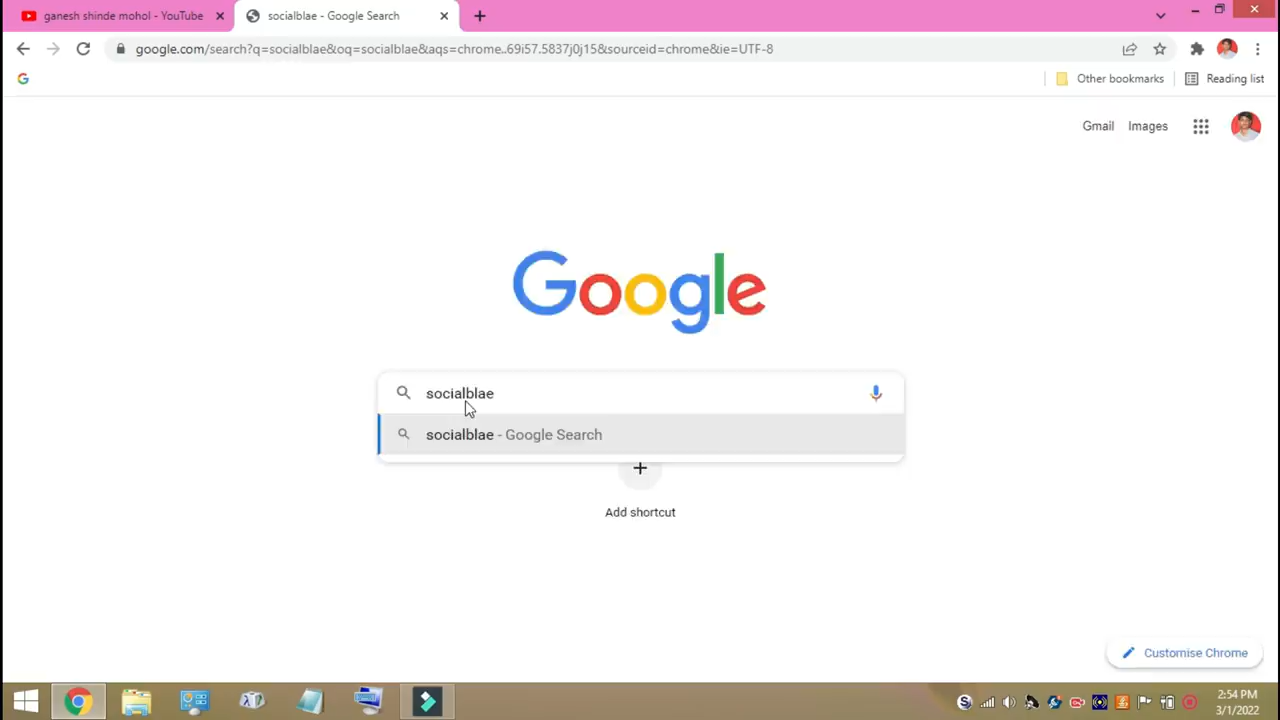 ganesh shinde mohol - YouTube
socialblae - Google Search
google.com/search?q=socialblae&oq=socialblae&aqs=chrome..69i57.5837j0j15&sourceid=chrome&ie=UTF-8
G
Other bookmarks
Reading list
Gmail
Images
Google
socialblae
socialblae - Google Search
Add shortcut
Customise Chrome
2:54 PM
3/1/2022